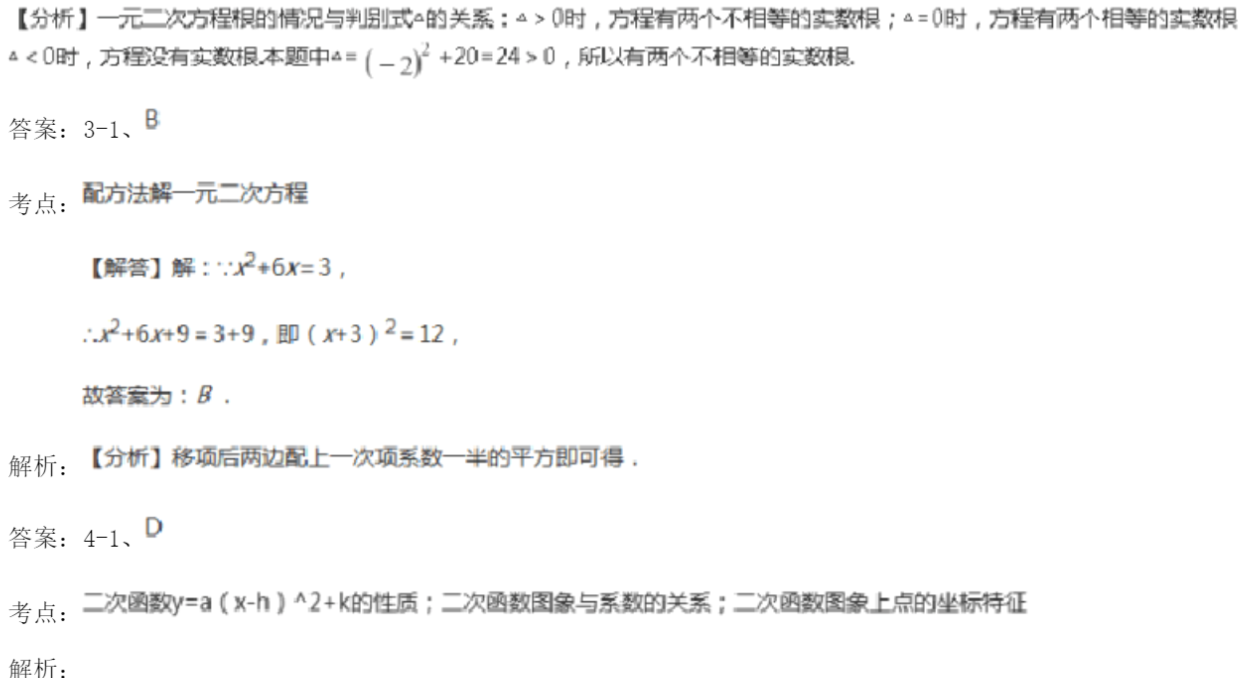 【分析】一元二次方程根的情况与判别式△的关系：△＞0时，方程有两个不相等的实数根；△=0时，方程有两个相等的实数根
△＜0时，方程没有实数根.本题中△=(−2)²+20=24＞0，所以有两个不相等的实数根.
答案：3-1、B
考点：配方法解一元二次方程
【解答】解：∵x²+6x=3，
∴x²+6x+9=3+9，即（x+3）²=12，
故答案为：B．
解析：【分析】移项后两边配上一次项系数一半的平方即可得．
答案：4-1、D
考点：二次函数y=a（x-h）^2+k的性质；二次函数图象与系数的关系；二次函数图象上点的坐标特征
解析：